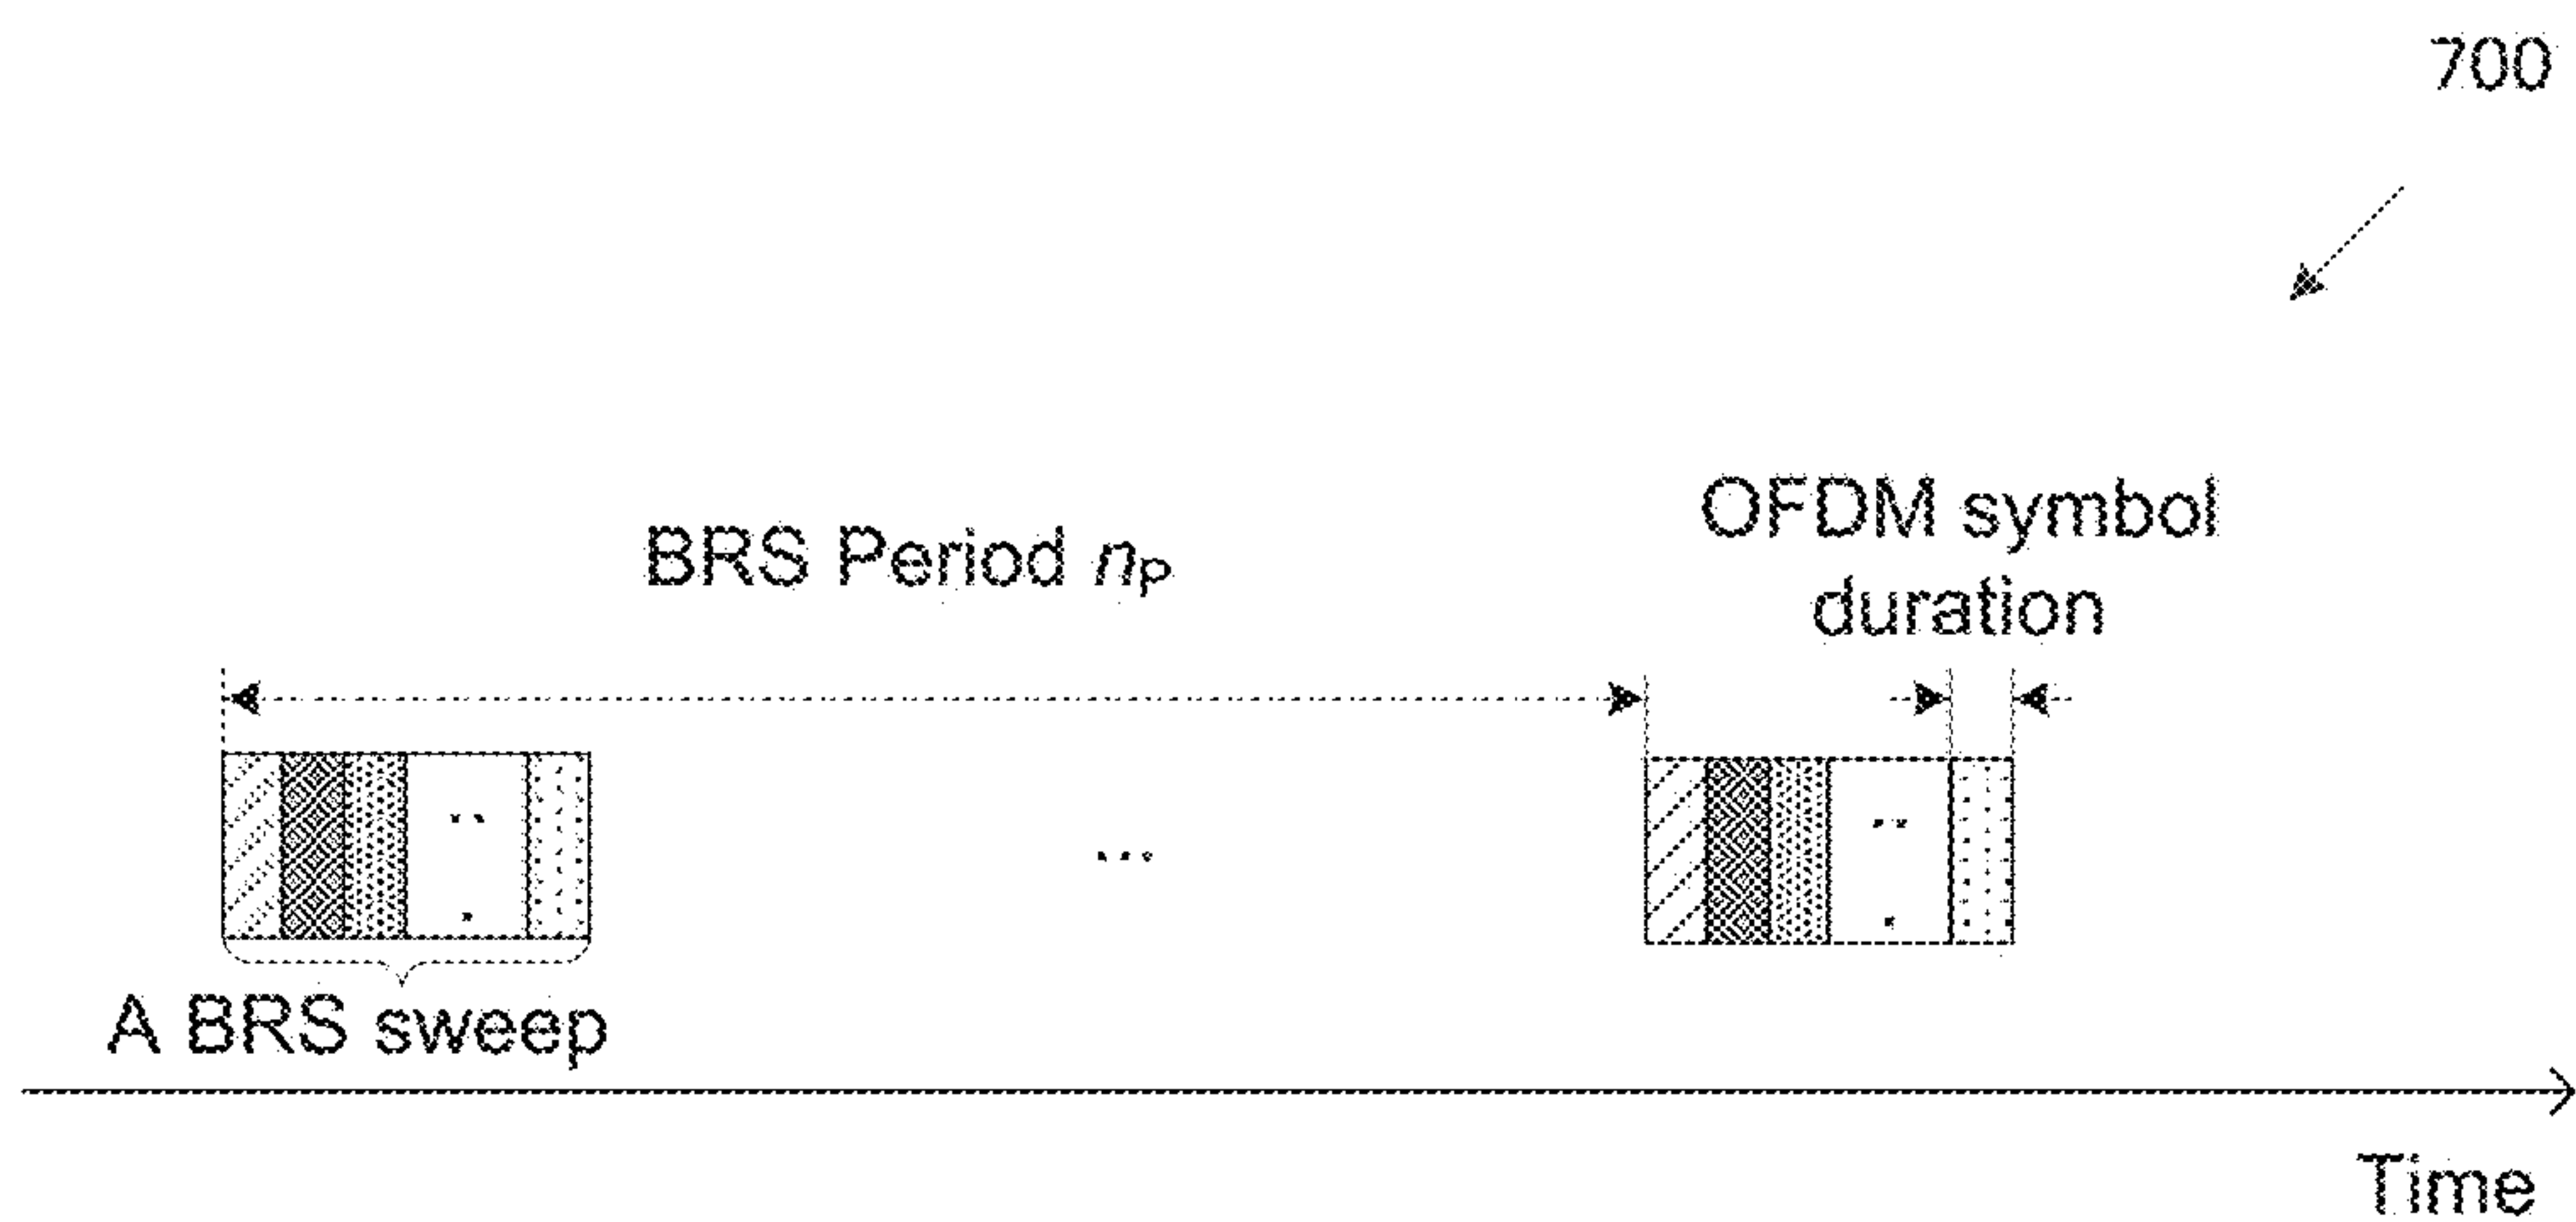 700
BRS Period nP
OFDM symbol
duration
...
A BRS sweep
Time